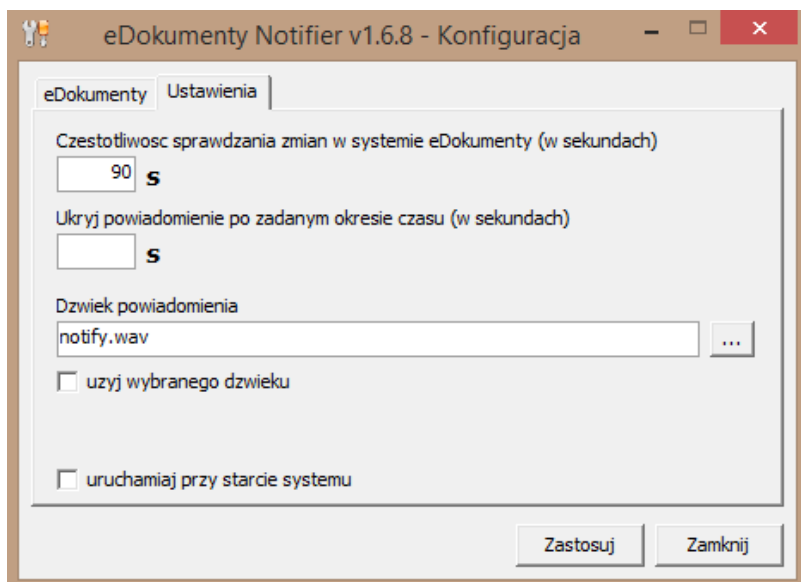 eDokumenty Notifier v1.6.8 - Konfiguracja
eDokumenty Ustawienia
Czestotliwosc sprawdzania zmian w systemie eDokumenty (w sekundach)
90 s
Ukryj powiadomienie po zadanym okresie czasu (w sekundach)
s
Dzwiek powiadomienia
notify.wav ...
uzyj wybranego dzwieku
uruchamiaj przy starcie systemu
Zastosuj Zamknij